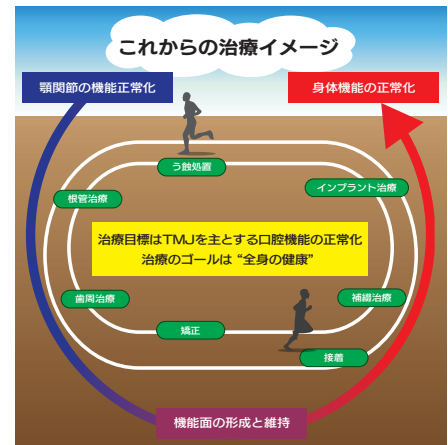 これからの治療イメージ
顎関節の機能正常化
身体機能の正常化
う蝕処置
根管治療
インプラント治療
治療目標はTMJを主とする口腔機能の正常化
治療のゴールは“全身の健康”
歯周治療
補綴治療
矯正
接着
機能面の形成と維持